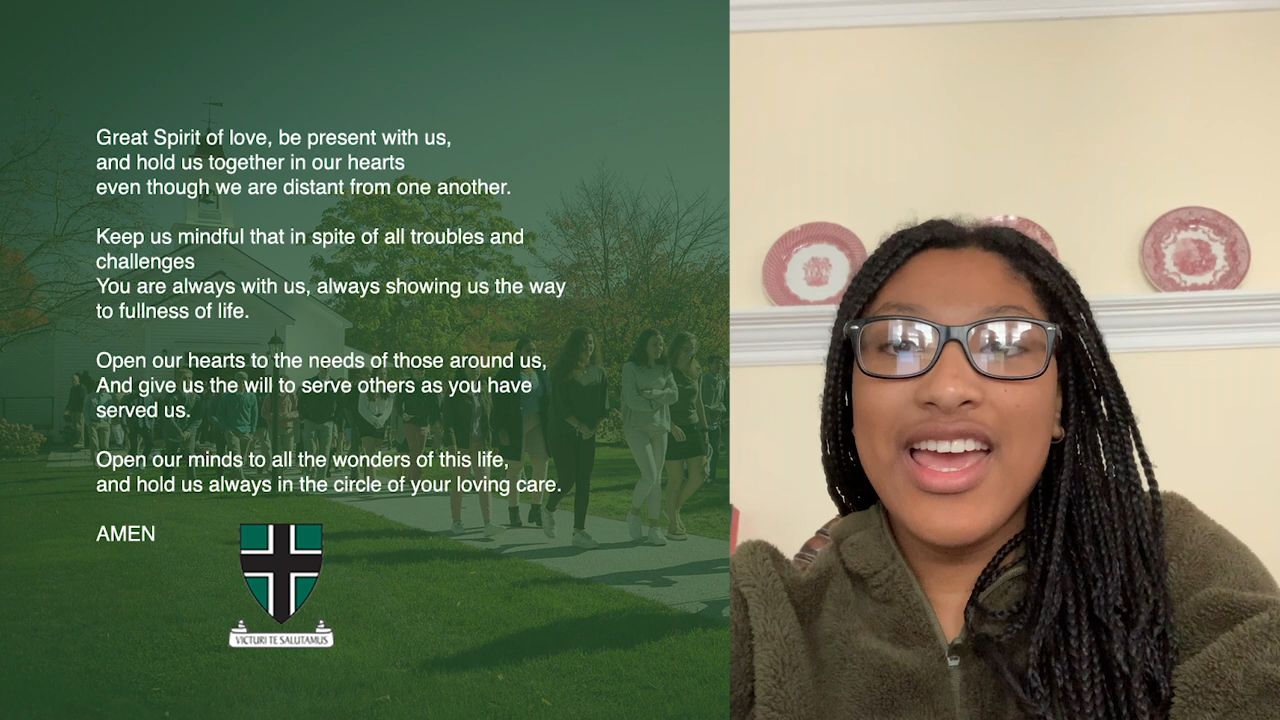 Great Spirit of love, be present with us,
and hold us together in our hearts
even though we are distant from one another.
Keep us mindful that in spite of all troubles and
challenges
You are always with us, always showing us the way
to fullness of life.
Open our hearts to the needs of those around us,
And give us the will to serve others as you have
served us.
Open our minds to all the wonders of this life,
and hold us always in the circle of your loving care.
AMEN
VICTURI TE SALUTAMUS